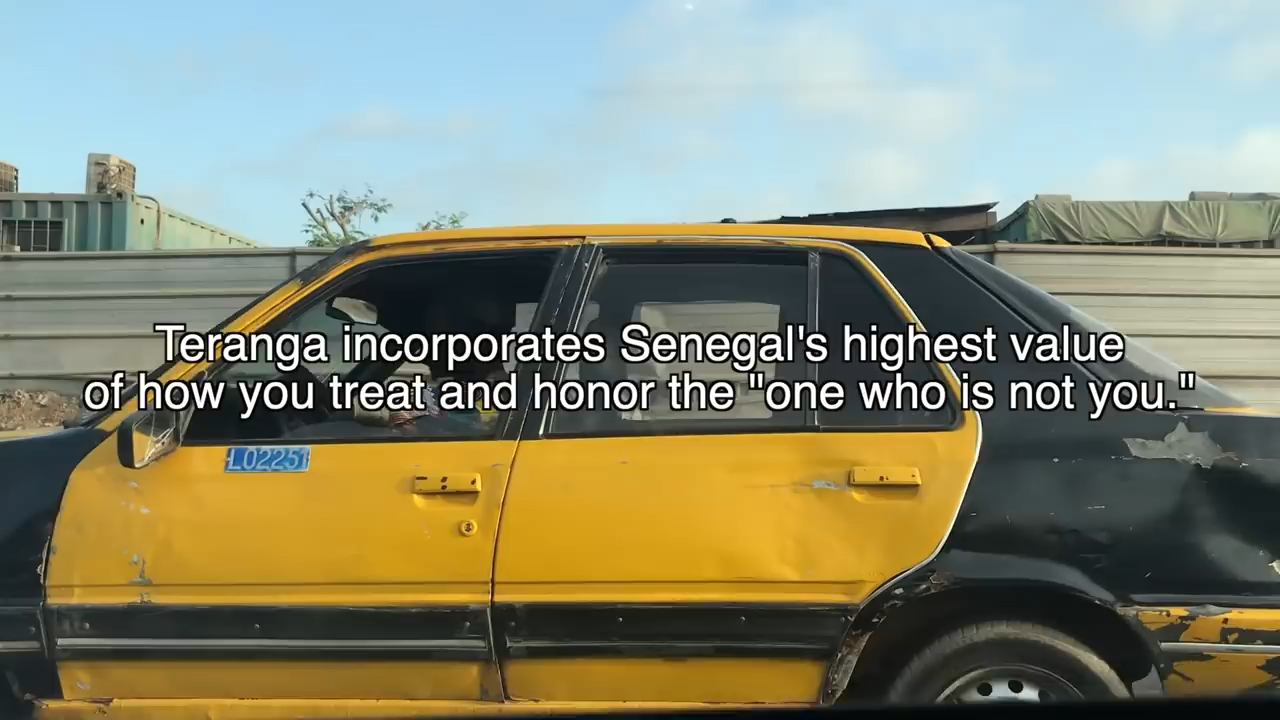 Teranga incorporates Senegal's highest value
of how you treat and honor the "one who is not you."
L02251